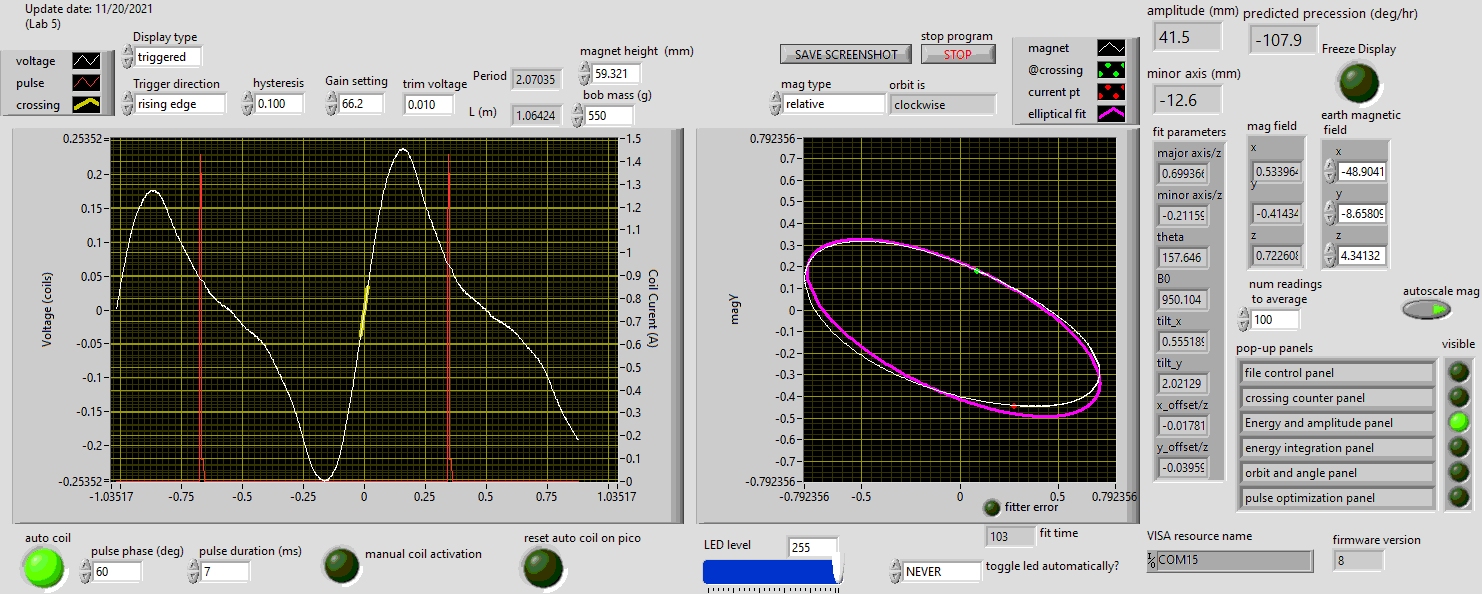 Update date: 11/20/2021
(Lab 5)
voltage
pulse
crossing
Display type
triggered
Trigger direction
rising edge
hysteresis
0.100
Gain setting
66.2
trim voltage
0.010
Period 2.07035
L (m) 1.06424
magnet height (mm)
59.321
bob mass (g)
550
SAVE SCREENSHOT
stop program
STOP
mag type
relative
orbit is
clockwise
magnet
@crossing
current pt
elliptical fit
amplitude (mm)
41.5
predicted precession (deg/hr)
-107.9
minor axis (mm)
-12.6
Freeze Display
0.25352
0.2
0.15
0.1
0.05
0
-0.05
-0.1
-0.15
-0.2
-0.25352
Voltage (coils)
-1.03517 -0.75 -0.5 -0.25 0 0.25 0.5 0.75 1.03517
1.5
1.4
1.3
1.2
1.1
1
0.9
0.8
0.7
0.6
0.5
0.4
0.3
0.2
0.1
0
Coil Curent (A)
0.792356
0.7
0.6
0.5
0.4
0.3
0.2
0.1
0
-0.1
-0.2
-0.3
-0.4
-0.5
-0.6
-0.7
-0.792356
magy
-0.792356 -0.5 0 0.5 0.792356
fitter error
fit parameters
major axis/z
0.69936
minor axis/z
-0.2115
theta
157.646
B0
950.104
tilt_x
0.55518
tilt_y
2.02129
x_offset/z
-0.01781
y_offset/z
-0.0395
mag field
x
0.53396
y
-0.41434
z
0.72260
earth magnetic
field
x
-48.9041
y
-8.6580
z
4.34132
num readings
to average
100
autoscale mag
pop-up panels
visible
file control panel
crossing counter panel
Energy and amplitude panel
energy integration panel
orbit and angle panel
pulse optimization panel
auto coil
pulse phase (deg)
60
pulse duration (ms)
7
manual coil activation
reset auto coil on pico
LED level
255
103 fit time
NEVER toggle led automatically?
VISA resource name
COM15
firmware version
8